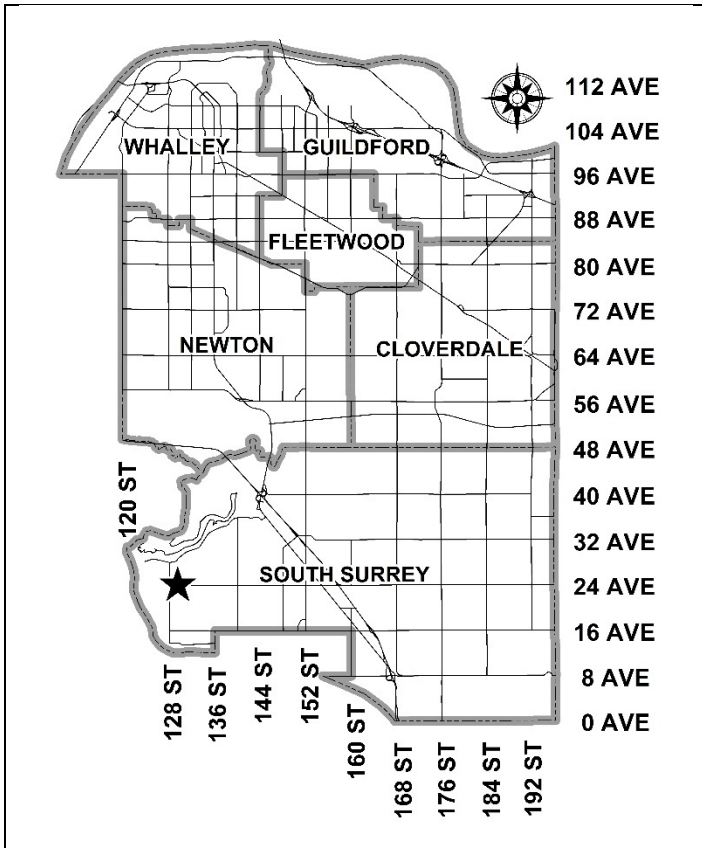 112 AVE
104 AVE
WHALLEY
GUILDFORD
96 AVE
88 AVE
FLEETWOOD
80 AVE
72 AVE
NEWTON
CLOVERDALE
64 AVE
56 AVE
48 AVE
120 ST
40 AVE
32 AVE
SOUTH SURREY
24 AVE
16 AVE
128 ST
136 ST
144 ST
152 ST
8 AVE
160 ST
0 AVE
168 ST
176 ST
184 ST
192 ST